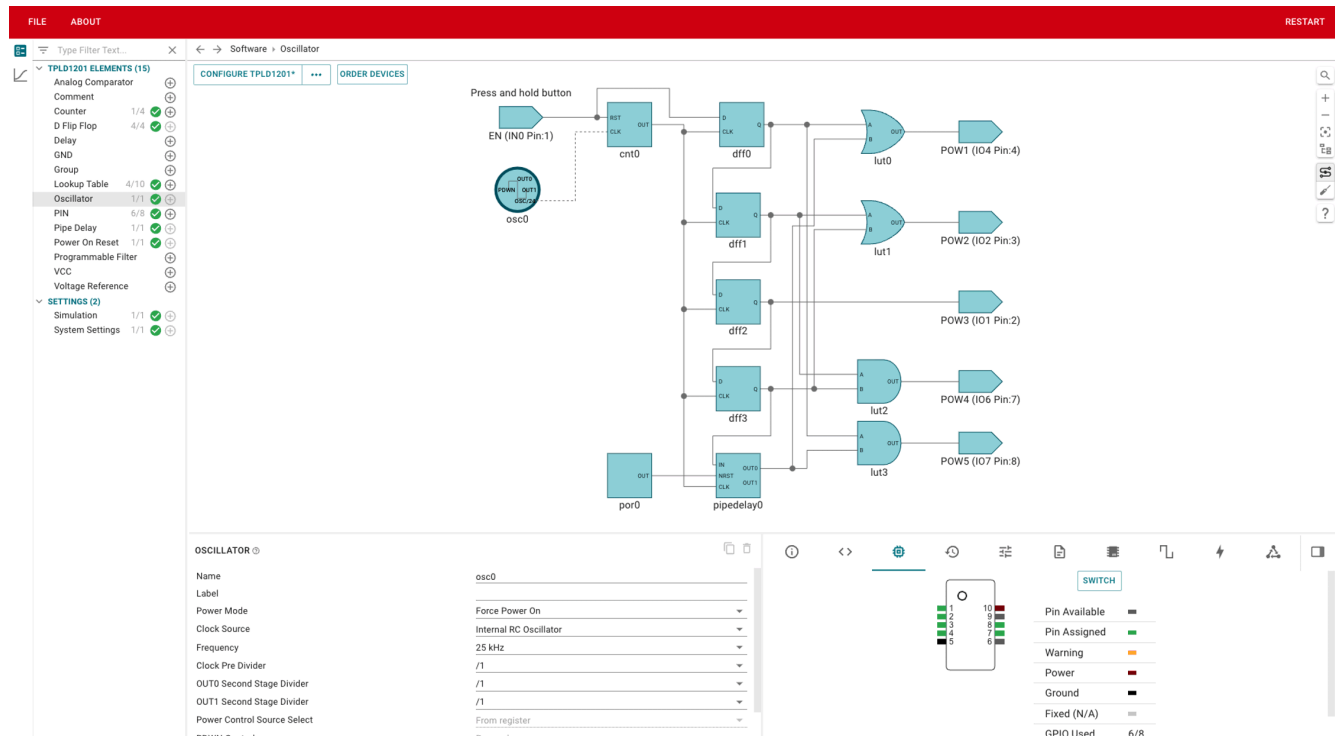 FILE ABOUT RESTART
Type Filter Text...
Software › Oscillator
TPLD1201 ELEMENTS (15)
Analog Comparator
Comment
Counter 1/4
D Flip Flop 4/4
Delay
GND
Group
Lookup Table 4/10
Oscillator 1/1
PIN 6/8
Pipe Delay 1/1
Power On Reset 1/1
Programmable Filter
VCC
Voltage Reference
SETTINGS (2)
Simulation 1/1
System Settings 1/1
CONFIGURE TPLD1201* ••• ORDER DEVICES
Press and hold button
EN (IN0 Pin:1)
RST
CLK
OUT
cnt0
PDWN
OUT0
OUT1
OSC/24
osc0
D
CLK
Q
dff0
D
CLK
Q
dff1
D
CLK
Q
dff2
D
CLK
Q
dff3
OUT
por0
IN
NRST
CLK
OUT0
OUT1
pipedelay0
A
B
OUT
lut0
A
B
OUT
lut1
A
B
OUT
lut2
A
B
OUT
lut3
POW1 (IO4 Pin:4)
POW2 (IO2 Pin:3)
POW3 (IO1 Pin:2)
POW4 (IO6 Pin:7)
POW5 (IO7 Pin:8)
?
OSCILLATOR
Name osc0
Label
Power Mode Force Power On
Clock Source Internal RC Oscillator
Frequency 25 kHz
Clock Pre Divider /1
OUT0 Second Stage Divider /1
OUT1 Second Stage Divider /1
Power Control Source Select From register
SWITCH
1 10
2 9
3 8
4 7
5 6
Pin Available
Pin Assigned
Warning
Power
Ground
Fixed (N/A)
GPIO Used 6/8